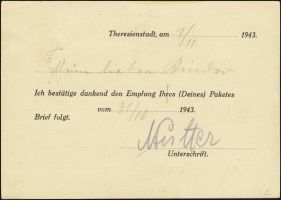 Theresienstadt, am 7/11 1943.
Meine lieben Kinder
Ich bestätige dankend den Empfang Ihres (Deines) Paketes
vom 31/10 1943.
Brief folgt.
Mutter
Unterschrift.